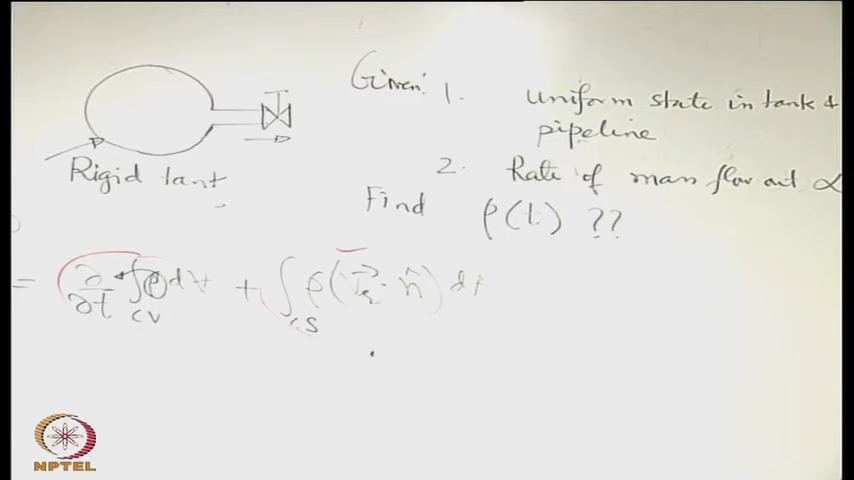 Given: 1. Uniform state in tank &
pipeline
Rigid tank
2. Rate of mass flow out ∝
Find ρ(t) ??
= ∂/∂t ∫ ρ d∀ + ∫ ρ (V⃗r · n̂) dA
CV CS
NPTEL